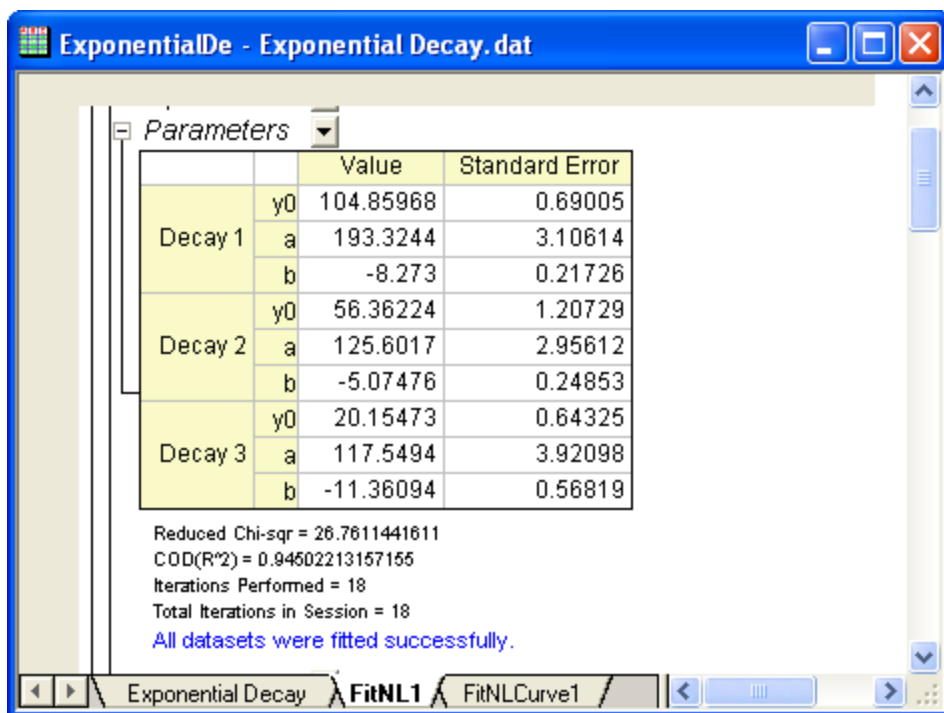 ExponentialDe - Exponential Decay.dat
Parameters
Value Standard Error
Decay 1
y0 104.85968 0.69005
a 193.3244 3.10614
b -8.273 0.21726
Decay 2
y0 56.36224 1.20729
a 125.6017 2.95612
b -5.07476 0.24853
Decay 3
y0 20.15473 0.64325
a 117.5494 3.92098
b -11.36094 0.56819
Reduced Chi-sqr = 26.7611441611
COD(R^2) = 0.94502213157155
Iterations Performed = 18
Total Iterations in Session = 18
All datasets were fitted successfully.
Exponential Decay FitNL1 FitNLCurve1